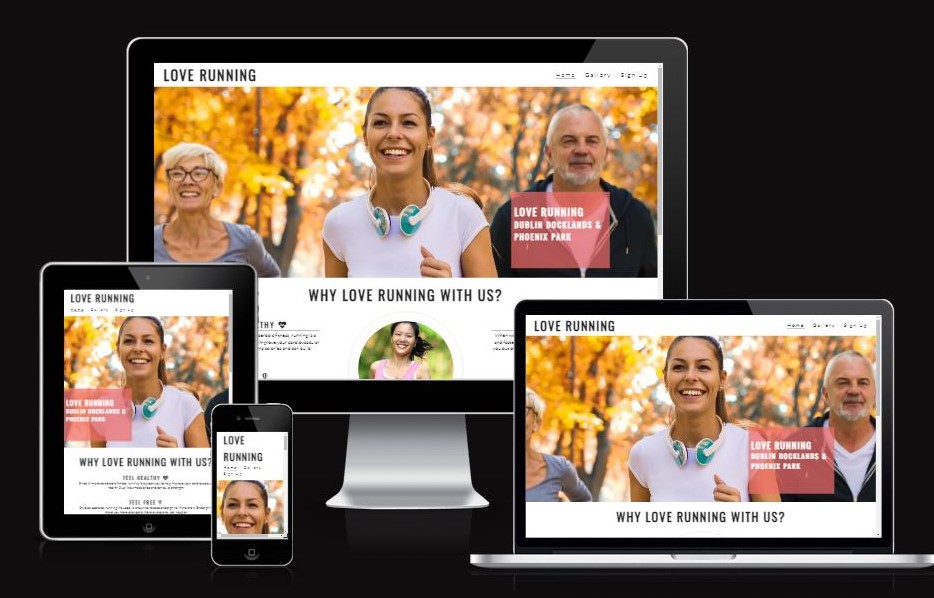 LOVE RUNNING
Home Gallery Sign Up
LOVE RUNNING
DUBLIN DOCKLANDS &
PHOENIX PARK
WHY LOVE RUNNING WITH US?
THY
LOVE RUNNING
Home Gallery Sign Up
LOVE RUNNING
DUBLIN DOCKLANDS &
PHOENIX PARK
WHY LOVE RUNNING WITH US?
FEEL HEALTHY
FEEL FREE
LOVE
RUNNING
Home Gallery
Sign Up
LOVE RUNNING
Home Gallery Sign Up
LOVE RUNNING
DUBLIN DOCKLANDS &
PHOENIX PARK
WHY LOVE RUNNING WITH US?